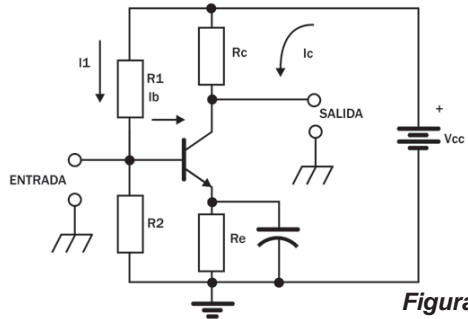 I1
R1
Ib
Rc
Ic
SALIDA
+
Vcc
ENTRADA
R2
Re
Figura